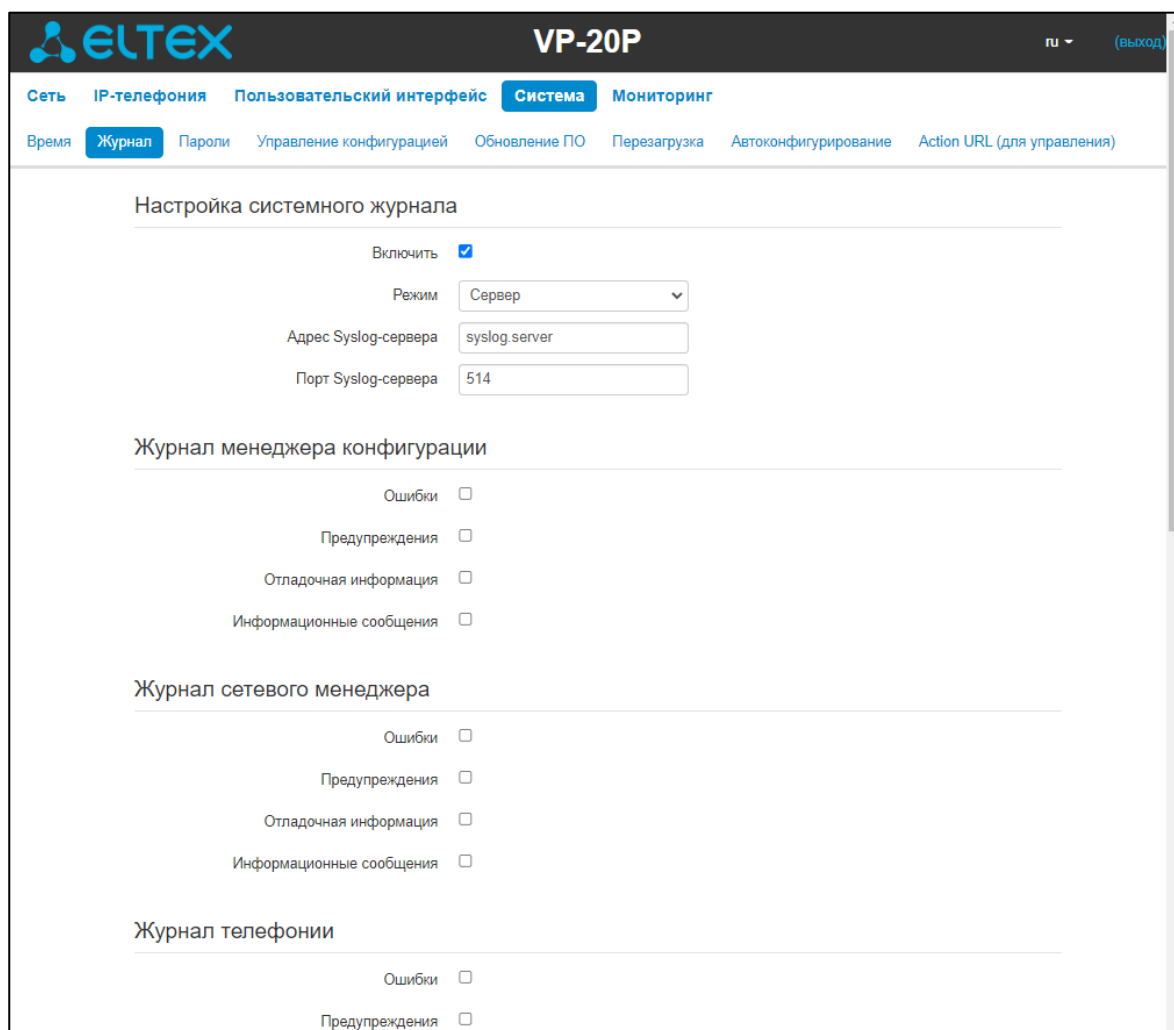 ELTEX VP-20P ru (выход)
Сеть IP-телефония Пользовательский интерфейс Система Мониторинг
Время Журнал Пароли Управление конфигурацией Обновление ПО Перезагрузка Автоконфигурирование Action URL (для управления)
Настройка системного журнала
Включить
Режим Сервер
Адрес Syslog-сервера syslog.server
Порт Syslog-сервера 514
Журнал менеджера конфигурации
Ошибки
Предупреждения
Отладочная информация
Информационные сообщения
Журнал сетевого менеджера
Ошибки
Предупреждения
Отладочная информация
Информационные сообщения
Журнал телефонии
Ошибки
Предупреждения